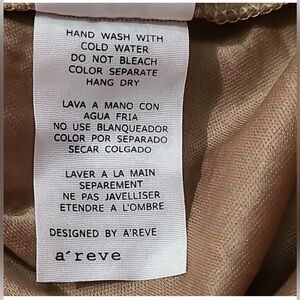 HAND WASH WITH
COLD WATER
DO NOT BLEACH
COLOR SEPARATE
HANG DRY
LAVA A MANO CON
AGUA FRIA
NO USE BLANQUEADOR
COLOR POR SEPARADO
SECAR COLGADO
LAVER A LA MAIN
SEPAREMENT
NE PAS JAVELLISER
ETENDRE A L'OMBRE
DESIGNED BY A'REVE
a´reve